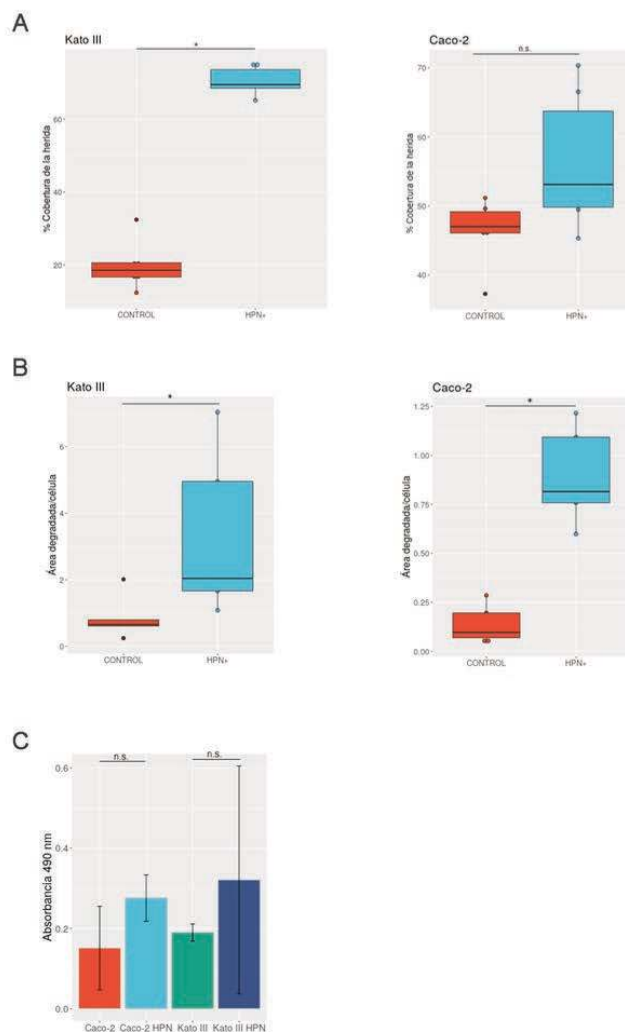 A
Kato III
*
% Cobertura de la herida
60
40
20
CONTROL
HPN+
Caco-2
n.s.
% Cobertura de la herida
70
60
50
40
CONTROL
HPN+
B
Kato III
*
Área degradada/célula
6
4
2
0
CONTROL
HPN+
Caco-2
*
Área degradada/célula
1.25
1.00
0.75
0.50
0.25
0.00
CONTROL
HPN+
C
n.s.
n.s.
Absorbancia 490 nm
0.6
0.4
0.2
0.0
Caco-2
Caco-2 HPN
Kato III
Kato III HPN